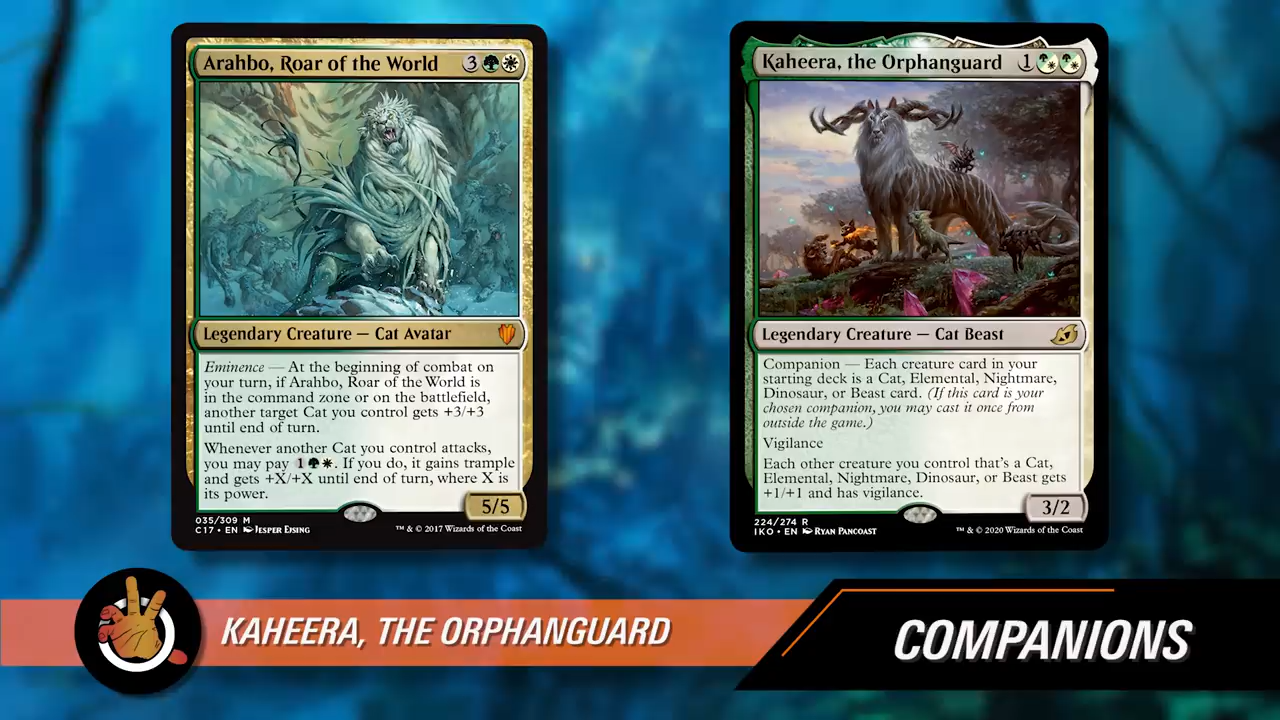 Arahbo, Roar of the World 3
Legendary Creature — Cat Avatar
Eminence — At the beginning of combat on
your turn, if Arahbo, Roar of the World is
in the command zone or on the battlefield,
another target Cat you control gets +3/+3
until end of turn.
Whenever another Cat you control attacks,
you may pay 1. If you do, it gains trample
and gets +X/+X until end of turn, where X is
its power.
5/5
035/309 M
C17 • EN Jesper Ejsing
™ & © 2017 Wizards of the Coast
Kaheera, the Orphanguard 1
Legendary Creature — Cat Beast
Companion — Each creature card in your
starting deck is a Cat, Elemental, Nightmare,
Dinosaur, or Beast card. (If this card is your
chosen companion, you may cast it once from
outside the game.)
Vigilance
Each other creature you control that's a Cat,
Elemental, Nightmare, Dinosaur, or Beast gets
+1/+1 and has vigilance.
3/2
224/274 R
IKO • EN Ryan Pancoast
™ & © 2020 Wizards of the Coast
KAHEERA, THE ORPHANGUARD
COMPANIONS